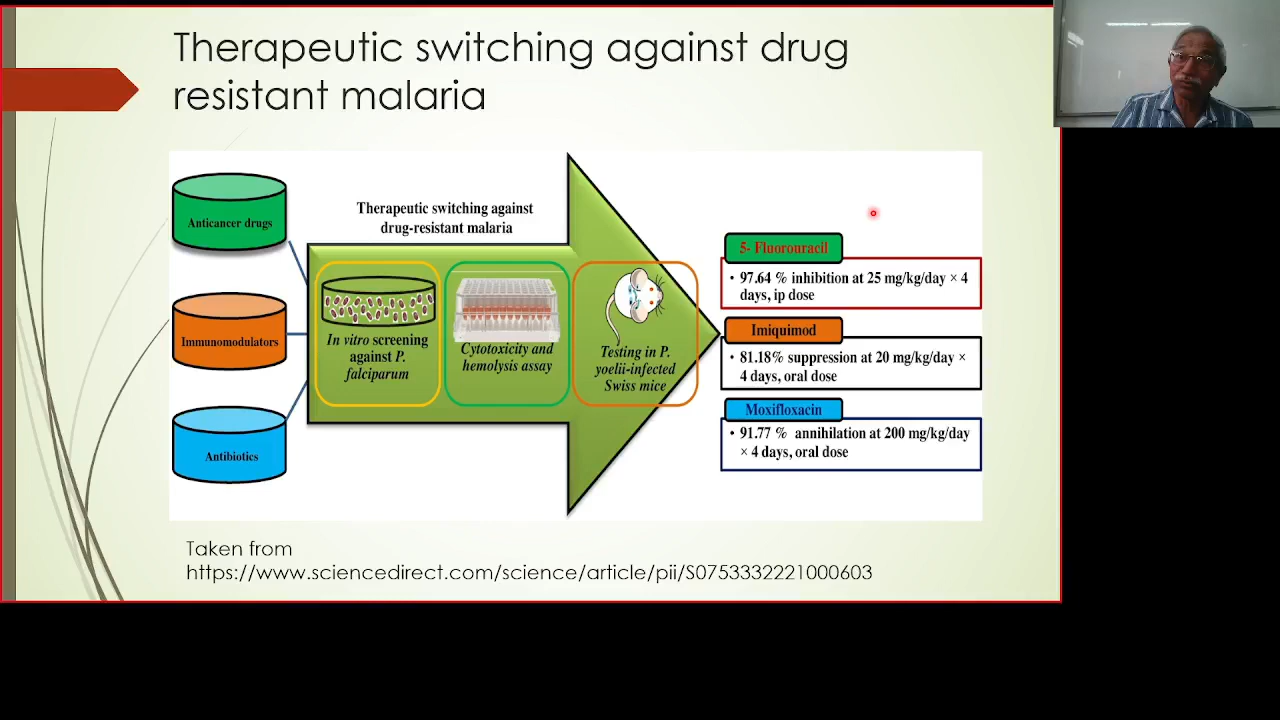 Therapeutic switching against drug
resistant malaria
Anticancer drugs
Immunomodulators
Antibiotics
Therapeutic switching against
drug-resistant malaria
In vitro screening
against P.
falciparum
Cytotoxicity and
hemolysis assay
Testing in P.
yoelii-infected
Swiss mice
5- Fluorouracil
• 97.64 % inhibition at 25 mg/kg/day × 4
days, ip dose
Imiquimod
• 81.18% suppression at 20 mg/kg/day ×
4 days, oral dose
Moxifloxacin
• 91.77 % annihilation at 200 mg/kg/day
× 4 days, oral dose
Taken from
https://www.sciencedirect.com/science/article/pii/S0753332221000603